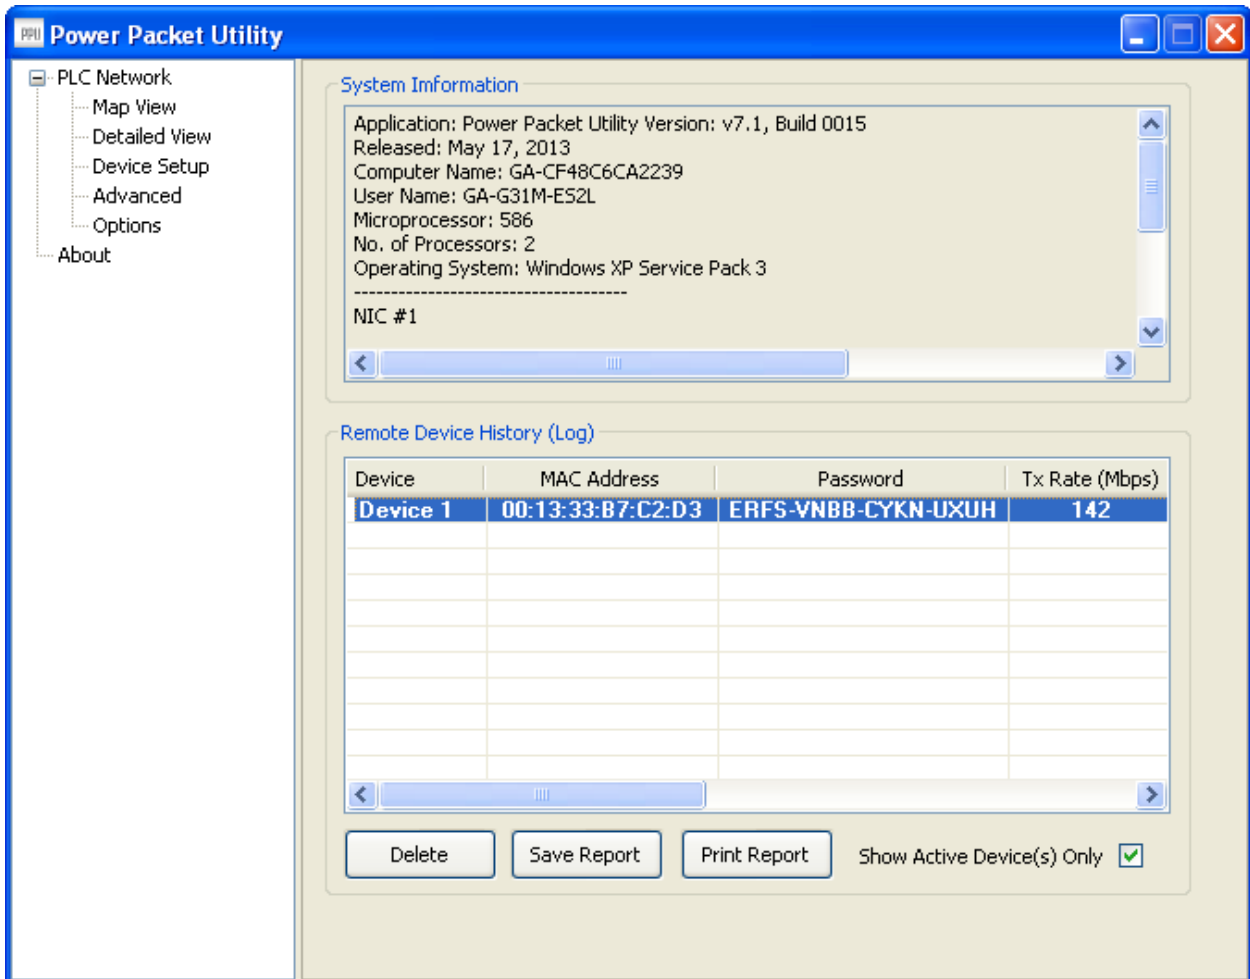 PPU Power Packet Utility
PLC Network
Map View
Detailed View
Device Setup
Advanced
Options
About
System Imformation
Application: Power Packet Utility Version: v7.1, Build 0015
Released: May 17, 2013
Computer Name: GA-CF48C6CA2239
User Name: GA-G31M-ES2L
Microprocessor: 586
No. of Processors: 2
Operating System: Windows XP Service Pack 3
-------------------------------------
NIC #1
Remote Device History (Log)
Device MAC Address Password Tx Rate (Mbps)
Device 1 00:13:33:B7:C2:D3 ERFS-VNBB-CYKN-UXUH 142
Delete Save Report Print Report Show Active Device(s) Only